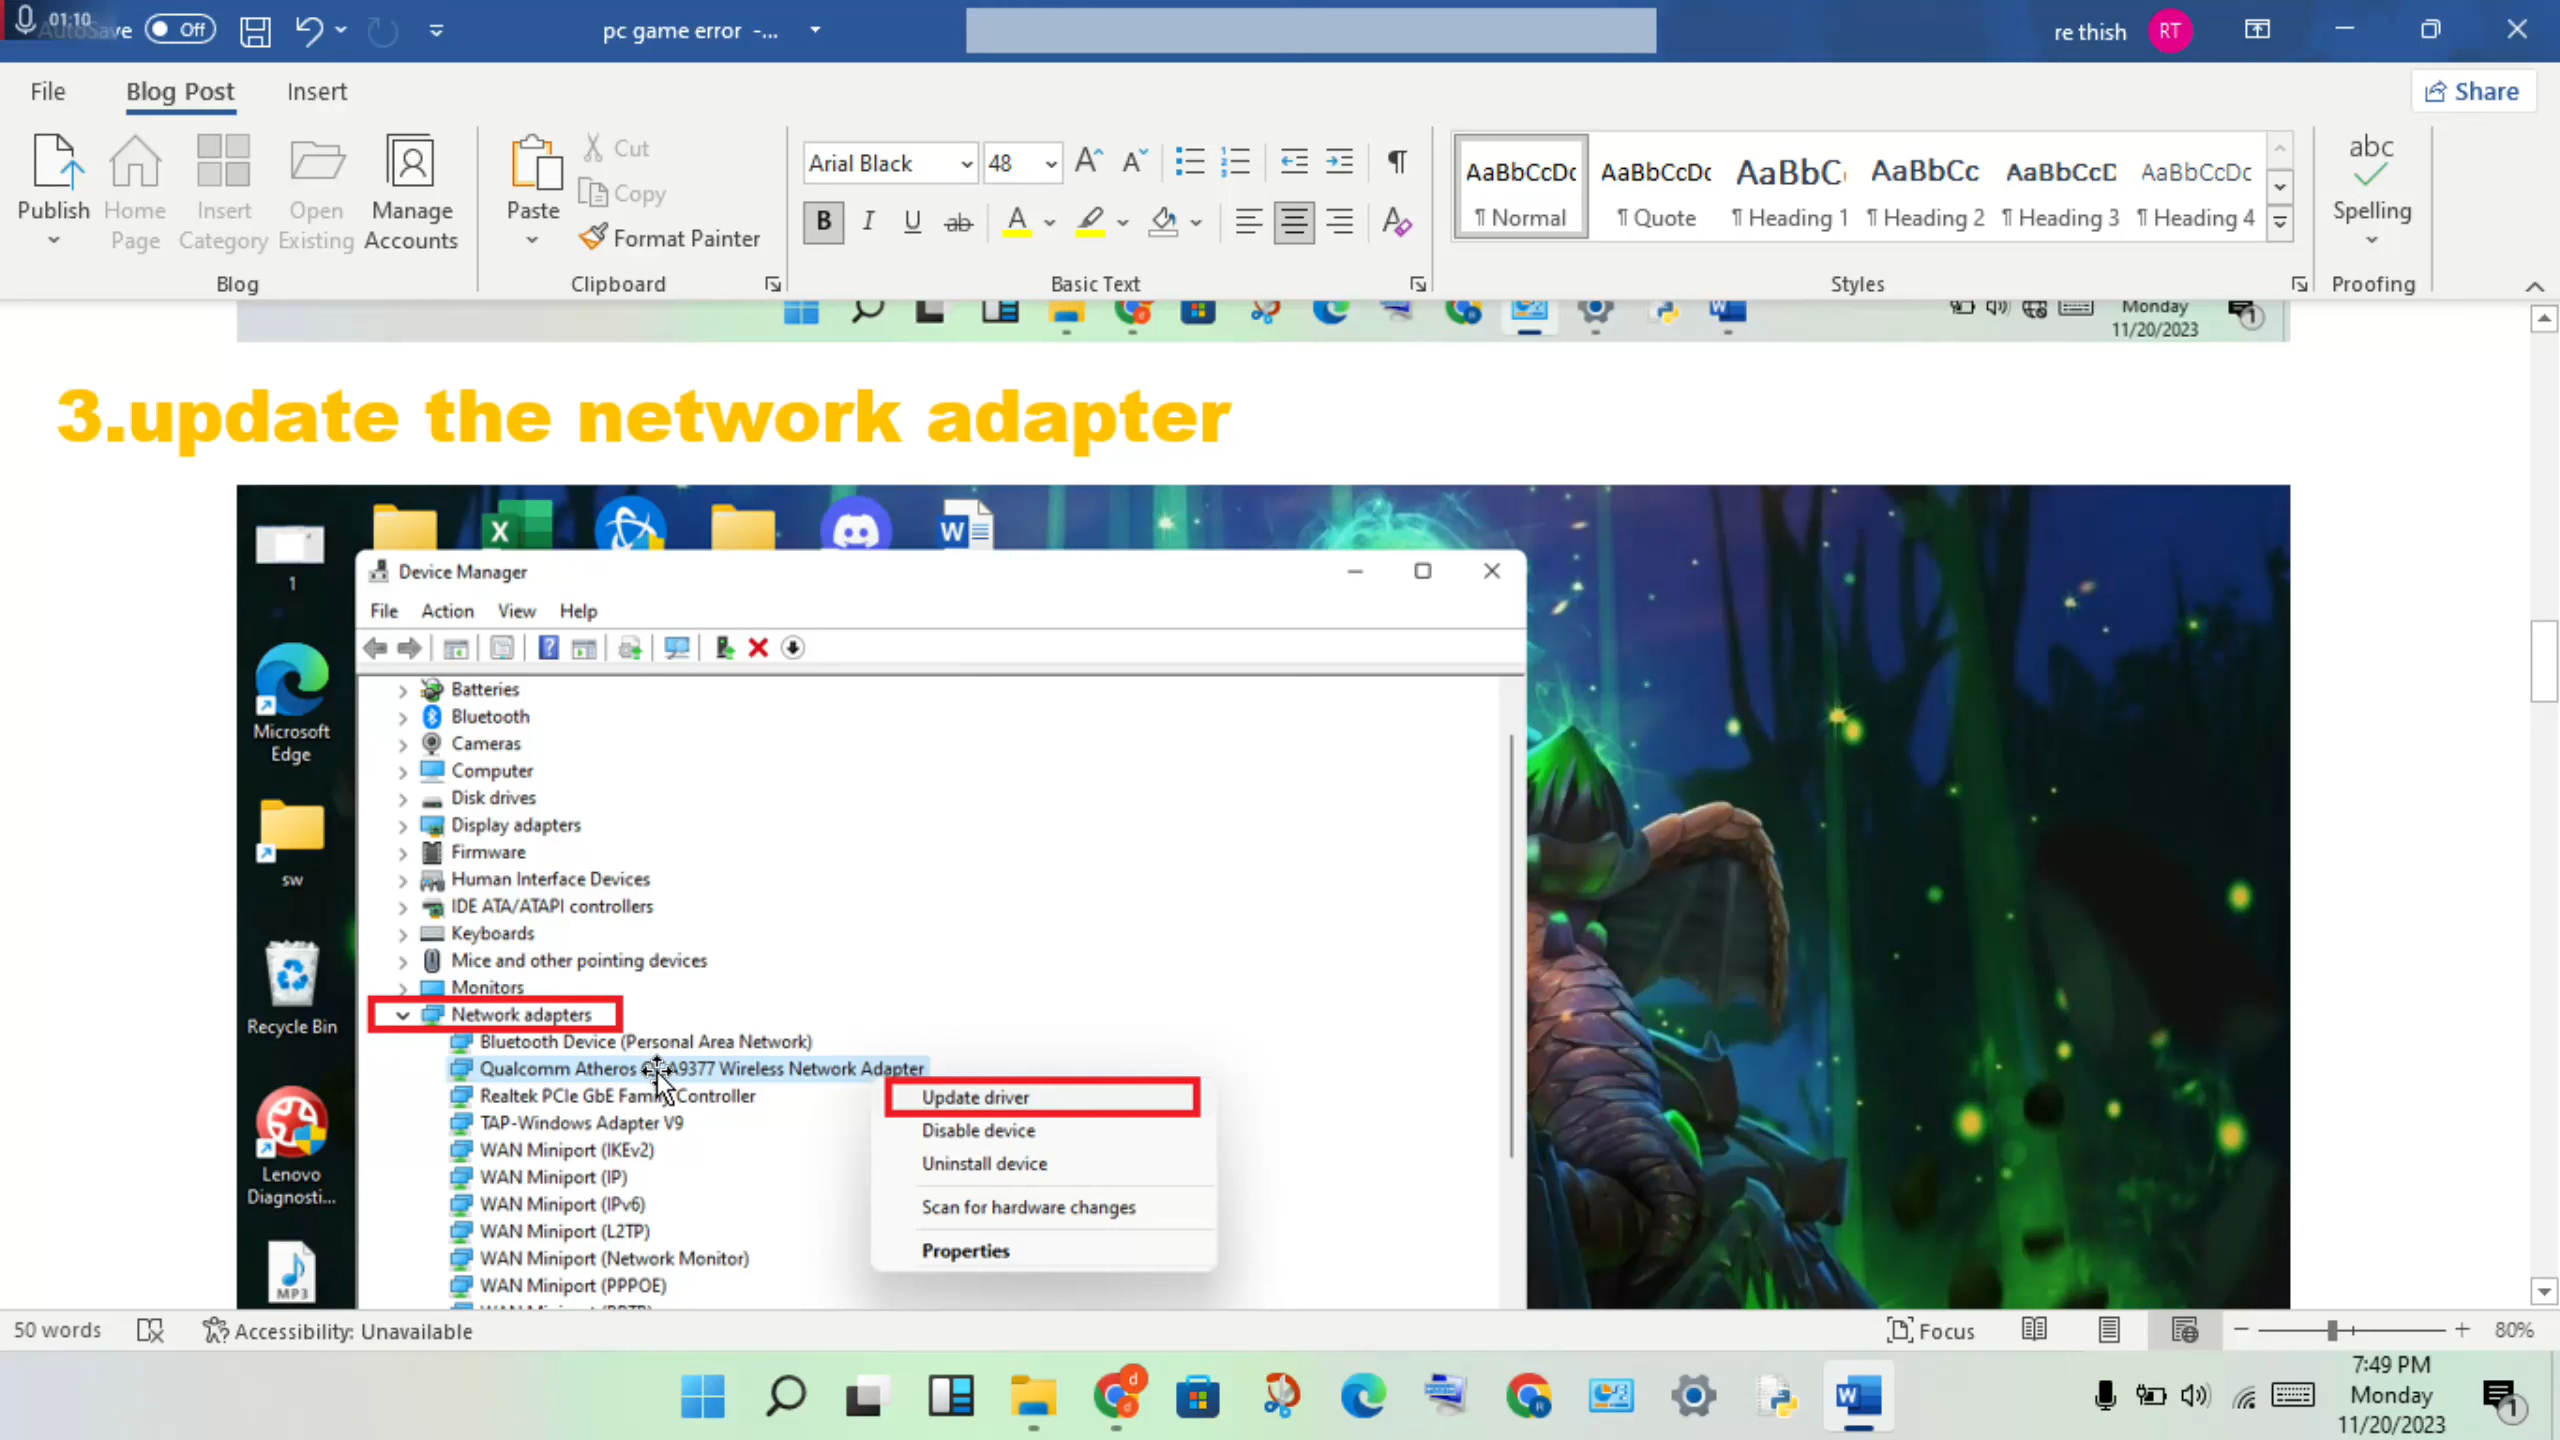 01:10
AutoSave Off pc game error -... re thish RT
File Blog Post Insert Share
Publish Home Page Insert Category Open Existing Manage Accounts
Paste Cut Copy Format Painter
Arial Black 48
B I U ab A
AaBbCcDc ¶ Normal
AaBbCcDc ¶ Quote
AaBbC ¶ Heading 1
AaBbCc ¶ Heading 2
AaBbCcD ¶ Heading 3
AaBbCcDc ¶ Heading 4
abc Spelling
Blog Clipboard Basic Text Styles Proofing
Monday
11/20/2023
1
3.update the network adapter
1
Device Manager
File Action View Help
Batteries
Bluetooth
Cameras
Computer
Disk drives
Display adapters
Firmware
Human Interface Devices
IDE ATA/ATAPI controllers
Keyboards
Mice and other pointing devices
Monitors
Network adapters
Bluetooth Device (Personal Area Network)
Qualcomm Atheros A9377 Wireless Network Adapter
Realtek PCIe GbE Family Controller
TAP-Windows Adapter V9
WAN Miniport (IKEv2)
WAN Miniport (IP)
WAN Miniport (IPv6)
WAN Miniport (L2TP)
WAN Miniport (Network Monitor)
WAN Miniport (PPPOE)
Update driver
Disable device
Uninstall device
Scan for hardware changes
Properties
Microsoft Edge
sw
Recycle Bin
Lenovo Diagnosti...
MP3
50 words Accessibility: Unavailable Focus 80%
7:49 PM
Monday
11/20/2023
1